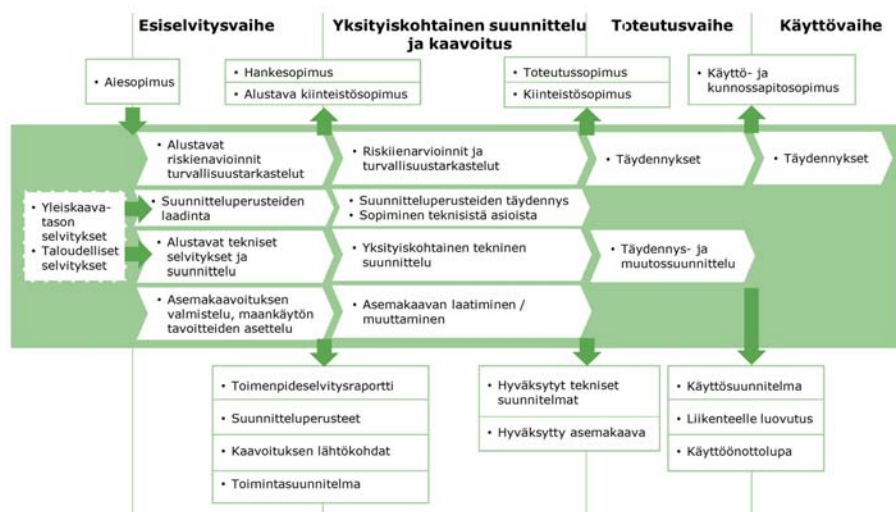 Esiselvitysvaihe
Yksityiskohtainen suunnittelu
ja kaavoitus
Toteutusvaihe
Käyttövaihe
• Aiesopimus
• Hankesopimus
• Alustava kiinteistösopimus
• Toteutussopimus
• Kiinteistösopimus
• Käyttö- ja
kunnossapitosopimus
• Alustavat
riskienavioinnit
turvallisuustarkastelut
• Riskiienarvioinnit ja
turvallisuustarkastelut
• Täydennykset
• Täydennykset
• Yleiskaava-
tason
selvitykset
• Taloudelliset
selvitykset
• Suunnitteluperusteiden
laadinta
• Suunnitteluperusteiden täydennys
• Sopiminen teknisistä asioista
• Alustavat tekniset
selvitykset ja
suunnittelu
• Yksityiskohtainen tekninen
suunnittelu
• Täydennys- ja
muutossuunnittelu
• Asemakaavoituksen
valmistelu, maankäytön
tavoitteiden asettelu
• Asemakaavan laatiminen /
muuttaminen
• Toimenpideselvitysraportti
• Suunnitteluperusteet
• Kaavoituksen lähtökohdat
• Toimintasuunnitelma
• Hyväksytyt tekniset
suunnitelmat
• Hyväksytty asemakaava
• Käyttösuunnitelma
• Liikenteelle luovutus
• Käyttöönottolupa